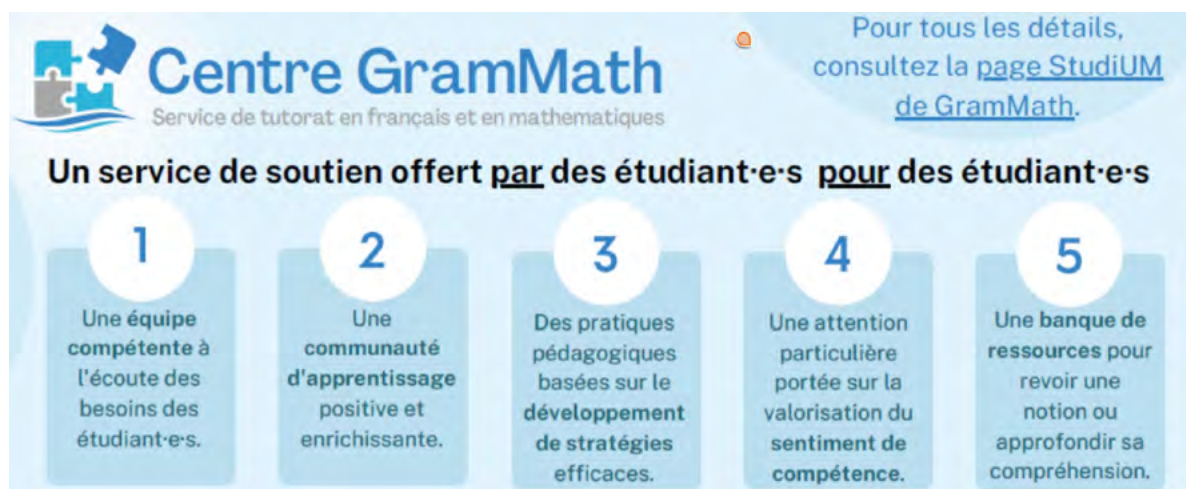 Centre GramMath
Service de tutorat en français et en mathematiques
Pour tous les détails,
consultez la page StudiUM
de GramMath.
Un service de soutien offert par des étudiant·e·s pour des étudiant·e·s
1
Une équipe
compétente à
l'écoute des
besoins des
étudiant·e·s.
2
Une
communauté
d'apprentissage
positive et
enrichissante.
3
Des pratiques
pédagogiques
basées sur le
développement
de stratégies
efficaces.
4
Une attention
particulière
portée sur la
valorisation du
sentiment de
compétence.
5
Une banque de
ressources pour
revoir une
notion ou
approfondir sa
compréhension.